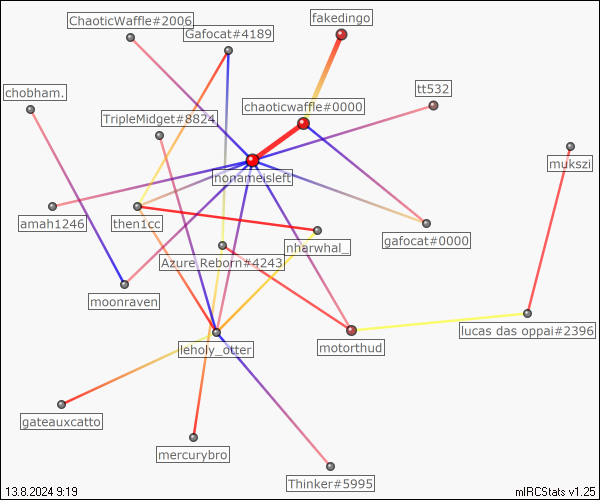 ChaoticWaffle#2006
fakedingo
Gafocat#4189
chobham.
tt532
chaoticwaffle#0000
TripleMidget#8824
mukszi
nonameisleft
amah1246
then1cc
gafocat#0000
nharwhal_
Azure Reborn#4243
moonraven
lucas das oppai#2396
leholy_otter
motorthud
gateauxcatto
mercurybro
Thinker#5995
13.8.2024 9:19
mIRCStats v1.25